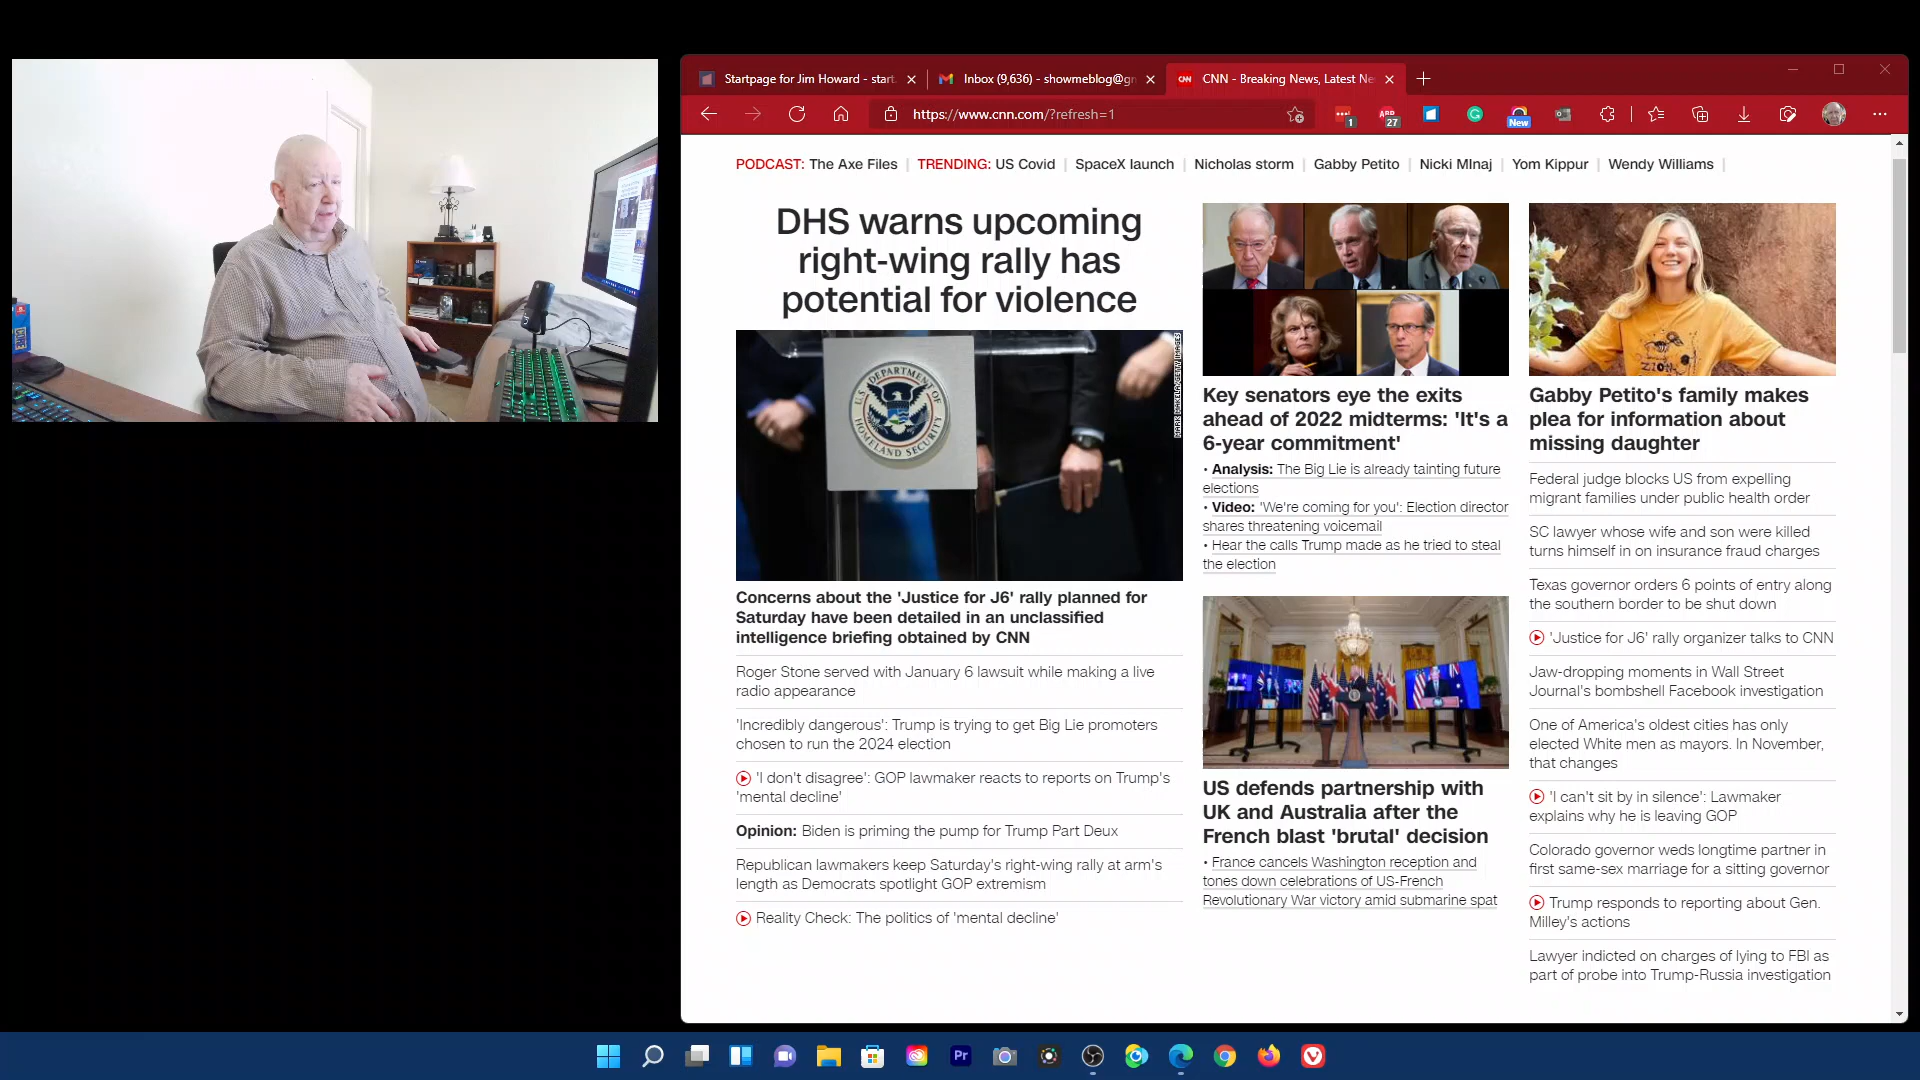 Startpage for Jim Howard - start.
Inbox (9,636) - showmeblog@gm
CNN - Breaking News, Latest Ne
https://www.cnn.com/?refresh=1
1
ABP
27
New
PODCAST: The Axe Files | TRENDING: US Covid | SpaceX launch | Nicholas storm | Gabby Petito | Nicki MInaj | Yom Kippur | Wendy Williams |
DHS warns upcoming
right-wing rally has
potential for violence
U.S. DEPARTMENT OF
HOMELAND SECURITY
MARK MAKELA/GETTY IMAGES
Concerns about the 'Justice for J6' rally planned for
Saturday have been detailed in an unclassified
intelligence briefing obtained by CNN
Roger Stone served with January 6 lawsuit while making a live
radio appearance
'Incredibly dangerous': Trump is trying to get Big Lie promoters
chosen to run the 2024 election
'I don't disagree': GOP lawmaker reacts to reports on Trump's
'mental decline'
Opinion: Biden is priming the pump for Trump Part Deux
Republican lawmakers keep Saturday's right-wing rally at arm's
length as Democrats spotlight GOP extremism
Reality Check: The politics of 'mental decline'
Key senators eye the exits
ahead of 2022 midterms: 'It's a
6-year commitment'
• Analysis: The Big Lie is already tainting future
elections
• Video: 'We're coming for you': Election director
shares threatening voicemail
• Hear the calls Trump made as he tried to steal
the election
US defends partnership with
UK and Australia after the
French blast 'brutal' decision
• France cancels Washington reception and
tones down celebrations of US-French
Revolutionary War victory amid submarine spat
ZION
Gabby Petito's family makes
plea for information about
missing daughter
Federal judge blocks US from expelling
migrant families under public health order
SC lawyer whose wife and son were killed
turns himself in on insurance fraud charges
Texas governor orders 6 points of entry along
the southern border to be shut down
'Justice for J6' rally organizer talks to CNN
Jaw-dropping moments in Wall Street
Journal's bombshell Facebook investigation
One of America's oldest cities has only
elected White men as mayors. In November,
that changes
'I can't sit by in silence': Lawmaker
explains why he is leaving GOP
Colorado governor weds longtime partner in
first same-sex marriage for a sitting governor
Trump responds to reporting about Gen.
Milley's actions
Lawyer indicted on charges of lying to FBI as
part of probe into Trump-Russia investigation
Pr